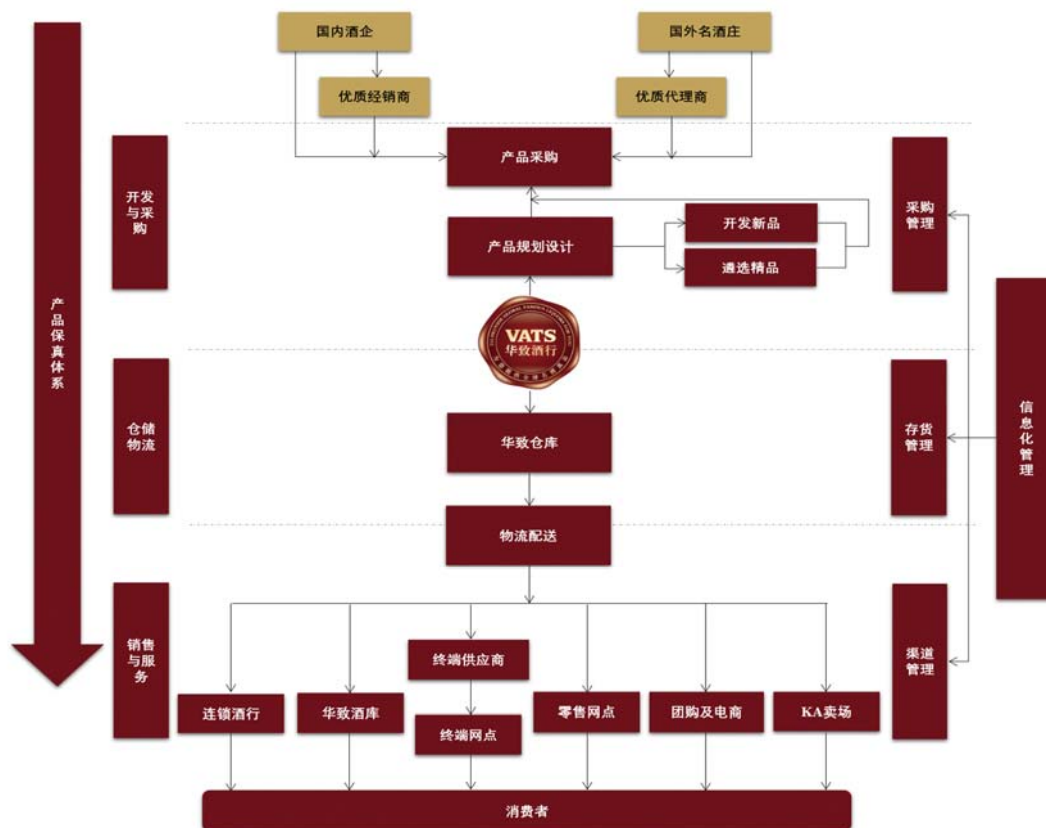 国内酒企
国外名酒庄
优质经销商
优质代理商
产品采购
开发
与采
购
采购
管理
产品规划设计
开发新品
遴选精品
产品保真体系
VATS
华致酒行
仓储
物流
华致仓库
存货
管理
信息化管理
物流配送
销售
与服
务
终端供应商
渠道
管理
连锁酒行
华致酒库
终端网点
零售网点
团购及电商
KA卖场
消费者